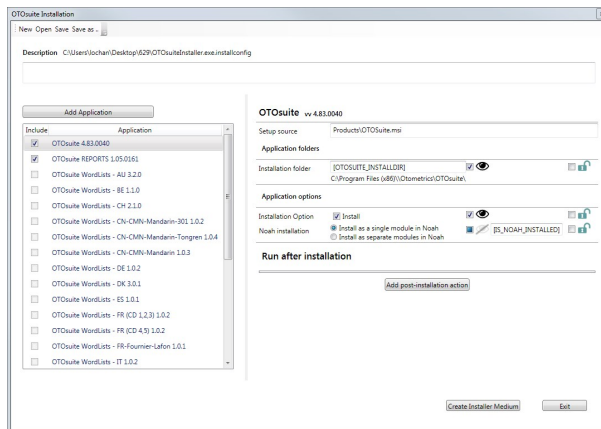 OTOsuite Installation
New Open Save Save as
Description C:\Users\lochan\Desktop\629\OTOsuiteInstaller.exe.installconfig
Add Application
Include Application
OTOsuite 4.83.0040
OTOsuite REPORTS 1.05.0161
OTOsuite WordLists - AU 3.2.0
OTOsuite WordLists - BE 1.1.0
OTOsuite WordLists - CH 2.1.0
OTOsuite WordLists - CN-CMN-Mandarin-301 1.0.2
OTOsuite WordLists - CN-CMN-Mandarin-Tongren 1.0.4
OTOsuite WordLists - CN-CMN-Mandarin 1.0.3
OTOsuite WordLists - DE 1.0.2
OTOsuite WordLists - DK 3.0.1
OTOsuite WordLists - ES 1.0.1
OTOsuite WordLists - FR (CD 1,2,3) 1.0.2
OTOsuite WordLists - FR (CD 4,5) 1.0.2
OTOsuite WordLists - FR-Fournier-Lafon 1.0.1
OTOsuite WordLists - IT 1.0.2
OTOsuite vv 4.83.0040
Setup source Products\OTOSuite.msi
Application folders
Installation folder [OTOSUITE_INSTALLDIR]
C:\Program Files (x86)\\Otometrics\OTOsuite\
Application options
Installation Option Install
Noah installation Install as a single module in Noah [IS_NOAH_INSTALLED]
Install as separate modules in Noah
Run after installation
Add post-installation action
Create Installer Medium Exit